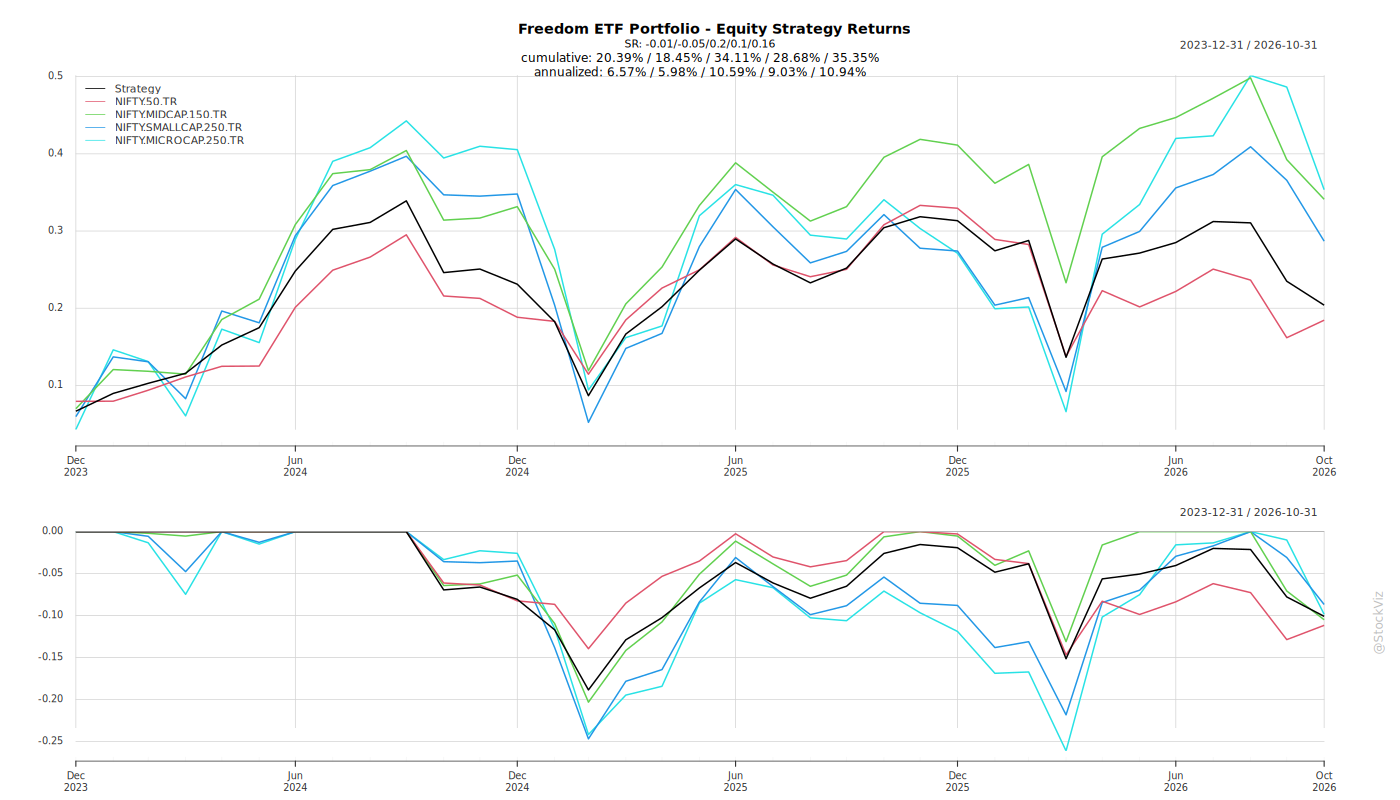 Freedom ETF Portfolio - Equity Strategy Returns
SR: -0.01/-0.05/0.2/0.1/0.16
cumulative: 20.39% / 18.45% / 34.11% / 28.68% / 35.35%
annualized: 6.57% / 5.98% / 10.59% / 9.03% / 10.94%
2023-12-31 / 2026-10-31
Strategy
NIFTY.50.TR
NIFTY.MIDCAP.150.TR
NIFTY.SMALLCAP.250.TR
NIFTY.MICROCAP.250.TR
0.5
0.4
0.3
0.2
0.1
Dec Jun Dec Jun Dec Jun Oct
2023 2024 2024 2025 2025 2026 2026
2023-12-31 / 2026-10-31
0.00
-0.05
-0.10
-0.15
-0.20
-0.25
Dec Jun Dec Jun Dec Jun Oct
2023 2024 2024 2025 2025 2026 2026
@StockViz